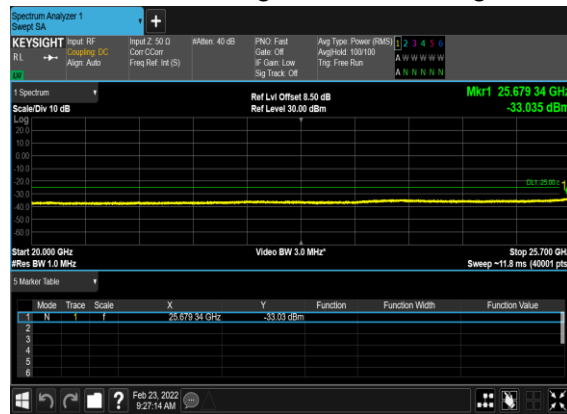 Spectrum Analyzer 1
Swept SA
+
KEYSIGHT Input: RF Input Z: 50 Ω #Atten: 40 dB PNO: Fast Avg Type: Power (RMS) 1 2 3 4 5 6
RL Coupling: DC Corr CCorr Gate: Off Avg|Hold: 100/100 A W W W W W
Align: Auto Freq Ref: Int (S) IF Gain: Low Trig: Free Run
LW Sig Track: Off A N N N N N
1 Spectrum Ref Lvl Offset 8.50 dB Mkr1 25.679 34 GHz
Scale/Div 10 dB Ref Level 30.00 dBm -33.035 dBm
Log
20.0
10.0
0.00
-10.0
-20.0
DL1 -25.00 1
-30.0
-40.0
-50.0
-60.0
Start 20.000 GHz Video BW 3.0 MHz* Stop 25.700 GHz
#Res BW 1.0 MHz Sweep ~11.8 ms (40001 pts
5 Marker Table
Mode Trace Scale X Y Function Function Width Function Value
1 N 1 f 25.679 34 GHz -33.03 dBm
2
3
4
5
6
? Feb 23, 2022
9:27:14 AM